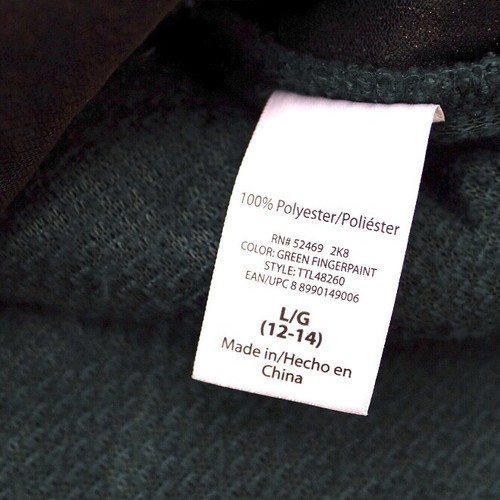 100% Polyester/Poliéster
RN# 52469 2K8
COLOR: GREEN FINGERPAINT
STYLE: TTL48260
EAN/UPC 8 8990149006
L/G
(12-14)
Made in/Hecho en
China